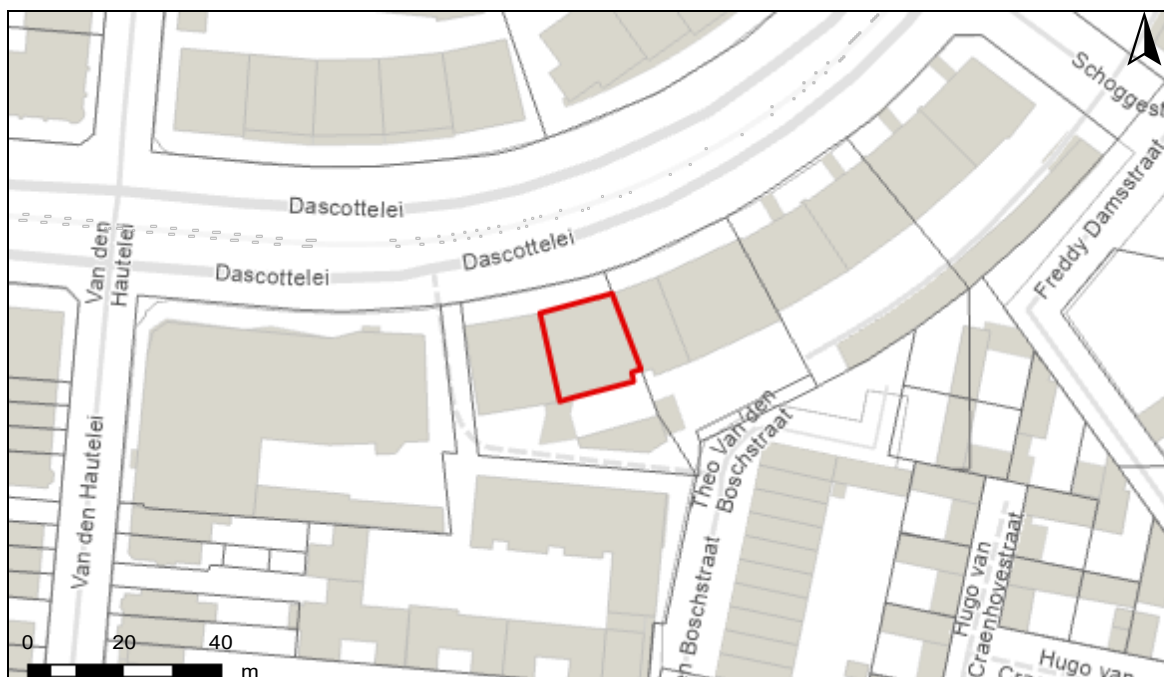 Schoggest
Dascottelei
Freddy Damsstraat
Van den
Hautelei
Dascottelei
Dascottelei
Theo Van den
Boschstraat
Van den Hautelei
n Boschstraat
Hugo van
Craenhovestraat
0 20 40
m
Hugo van